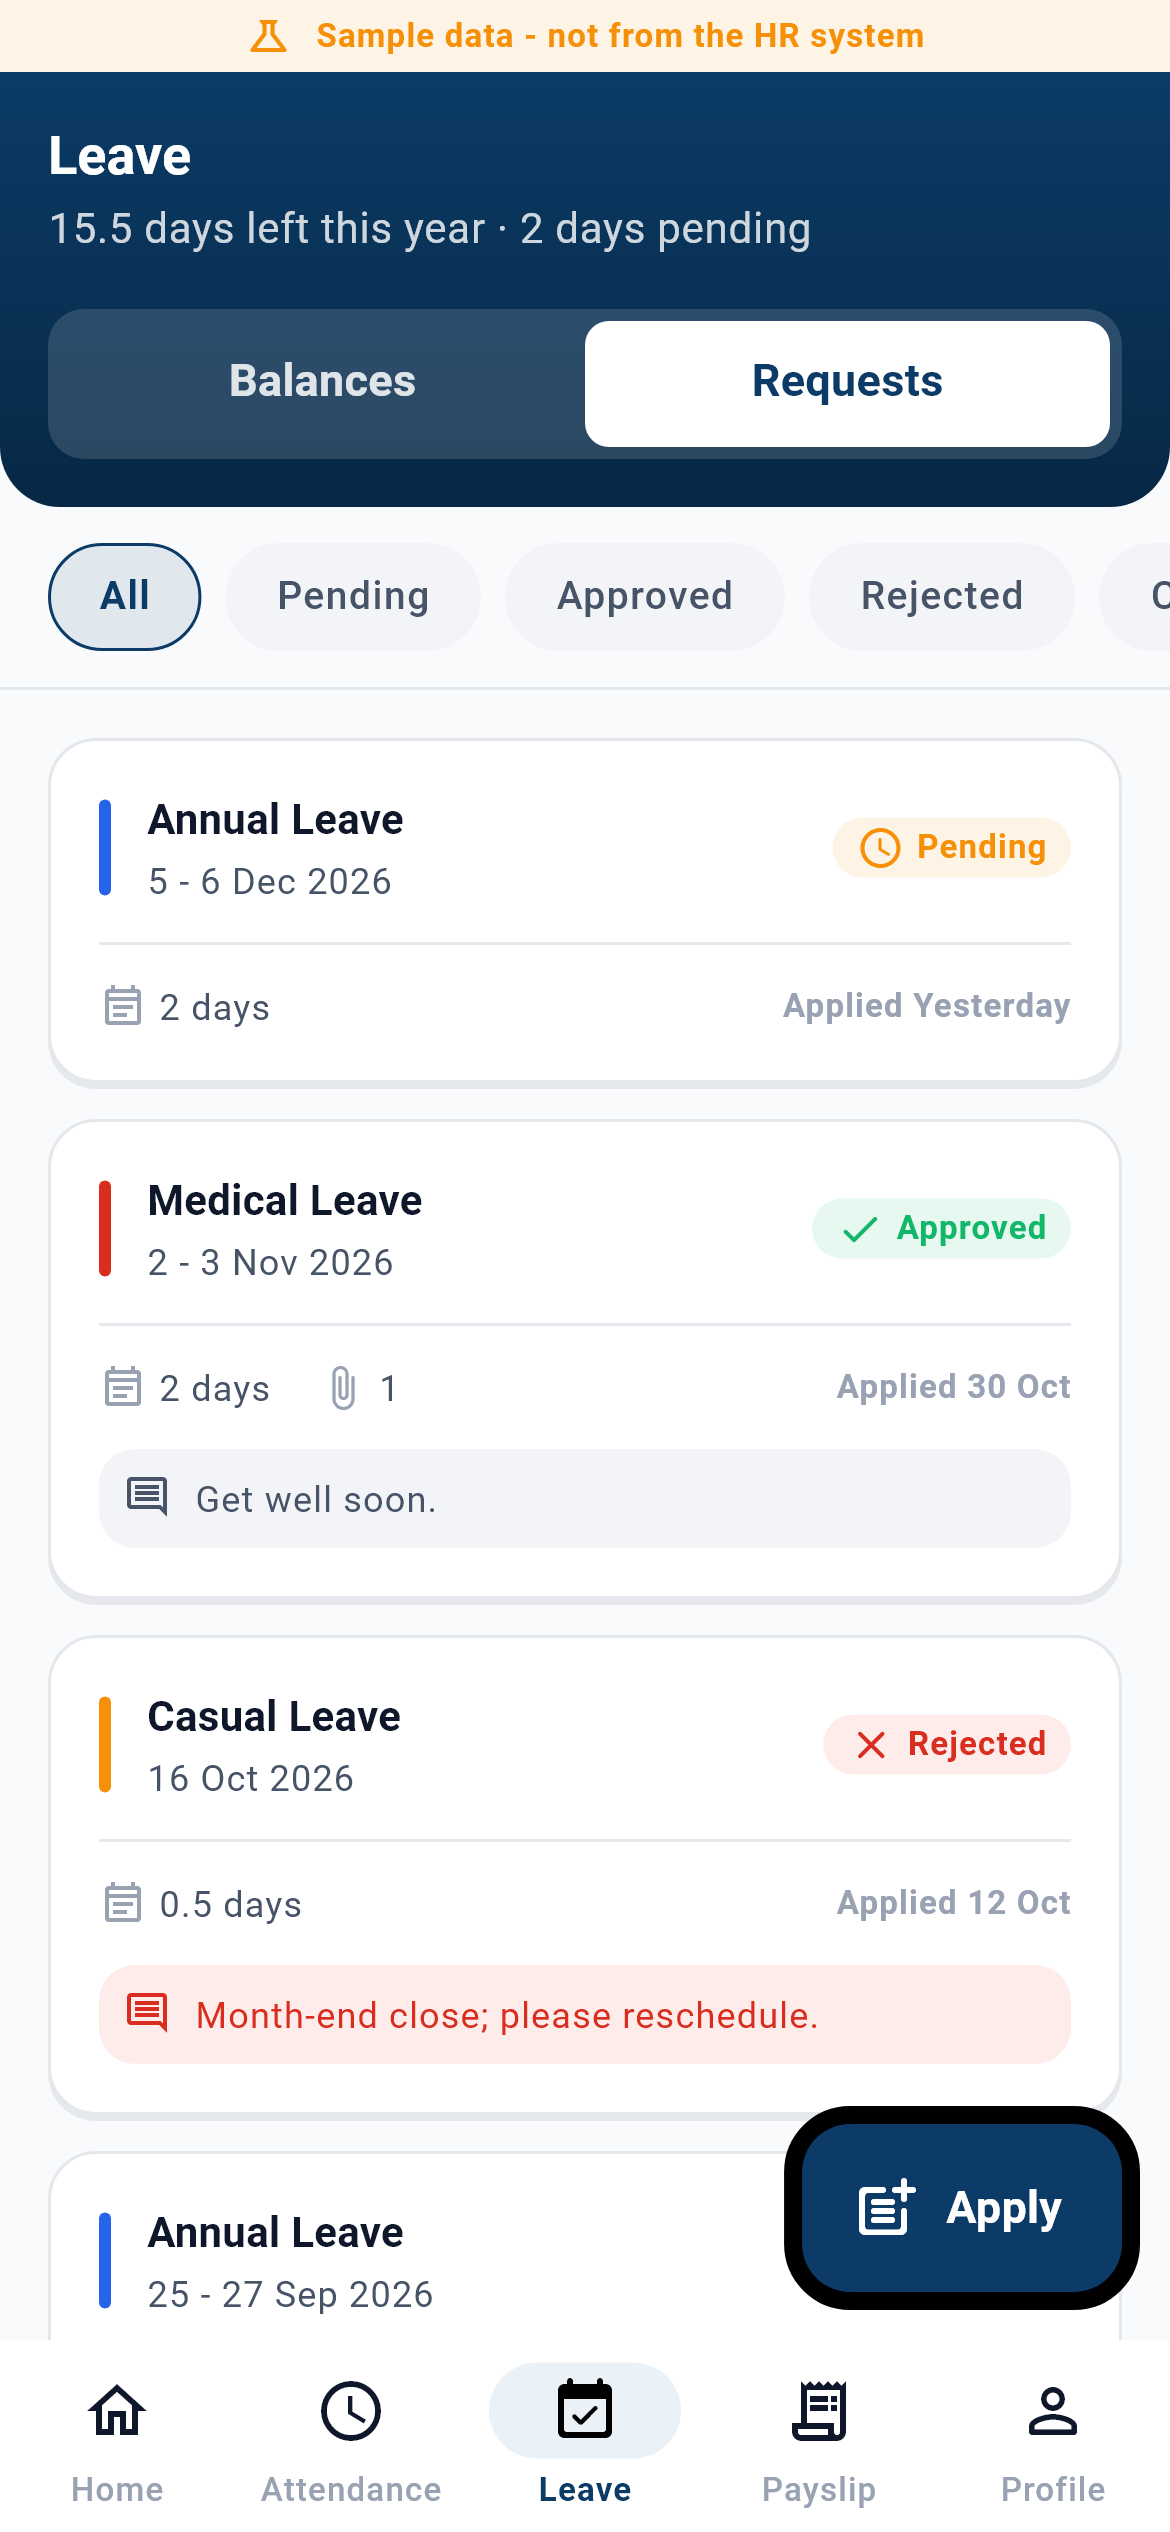 Sample data - not from the HR system
Leave
15.5 days left this year · 2 days pending
Balances
Requests
All
Pending
Approved
Rejected
Annual Leave
Pending
5 - 6 Dec 2026
2 days
Applied Yesterday
Medical Leave
Approved
2 - 3 Nov 2026
2 days
1
Applied 30 Oct
Get well soon.
Casual Leave
Rejected
16 Oct 2026
0.5 days
Applied 12 Oct
Month-end close; please reschedule.
Annual Leave
25 - 27 Sep 2026
Apply
Home
Attendance
Leave
Payslip
Profile